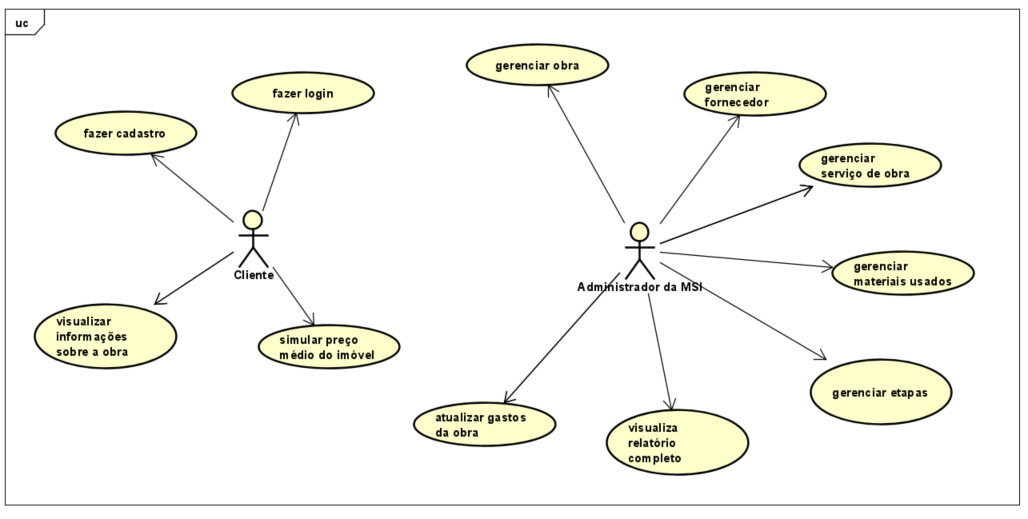 uc
gerenciar obra
fazer login
gerenciar
fornecedor
fazer cadastro
gerenciar
serviço de obra
Cliente
Administrador da MSI
gerenciar
materiais usados
visualizar
informações
sobre a obra
simular preço
médio do imóvel
gerenciar etapas
atualizar gastos
da obra
visualiza
relatório
completo